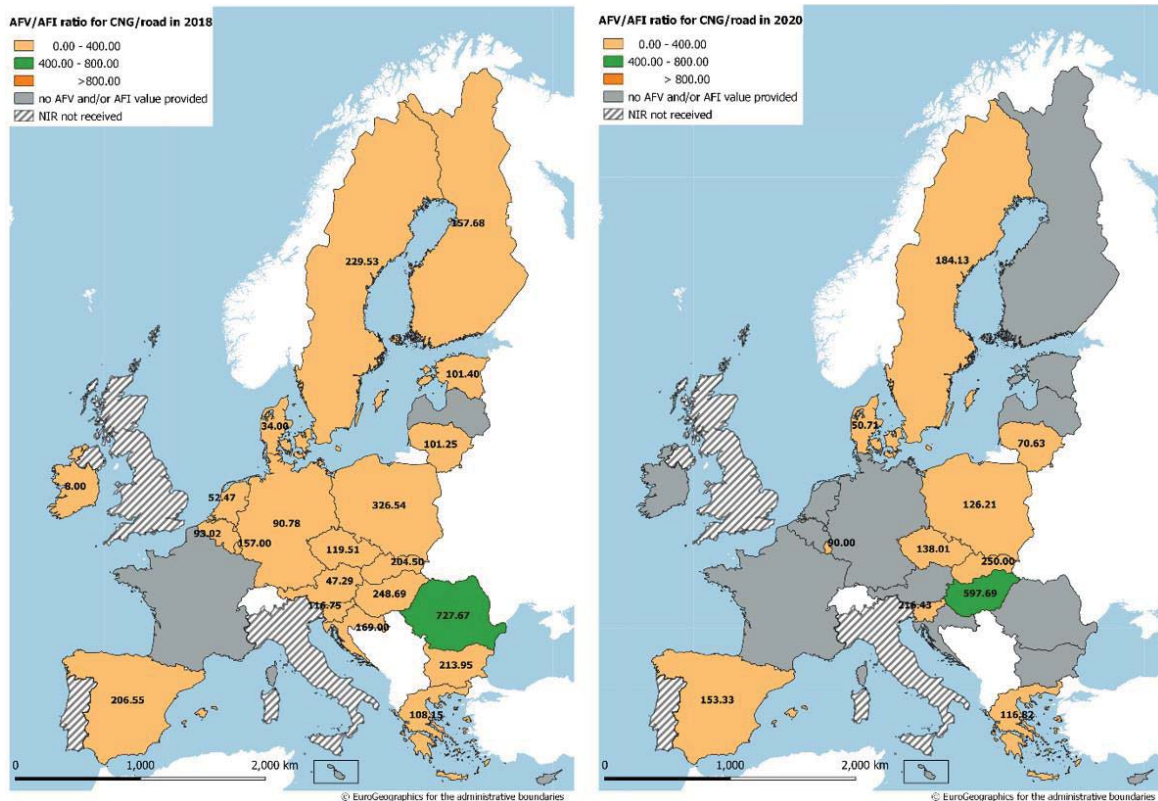 AFV/AFI ratio for CNG/road in 2018
0.00 - 400.00
400.00 - 800.00
>800.00
no AFV and/or AFI value provided
NIR not received
157.68
229.53
101.40
34.00
101.25
8.00
52.47
326.54
90.78
93.02
157.00
119.51
204.50
47.29
248.69
116.75
727.67
169.00
213.95
206.55
108.15
0
1,000
2,000 km
© EuroGeographics for the administrative boundaries
AFV/AFI ratio for CNG/road in 2020
0.00 - 400.00
400.00 - 800.00
> 800.00
no AFV and/or AFI value provided
NIR not received
184.13
50.71
70.63
126.21
90.00
138.01
250.00
597.69
216.43
153.33
116.82
0
1,000
2,000 km
© EuroGeographics for the administrative boundaries